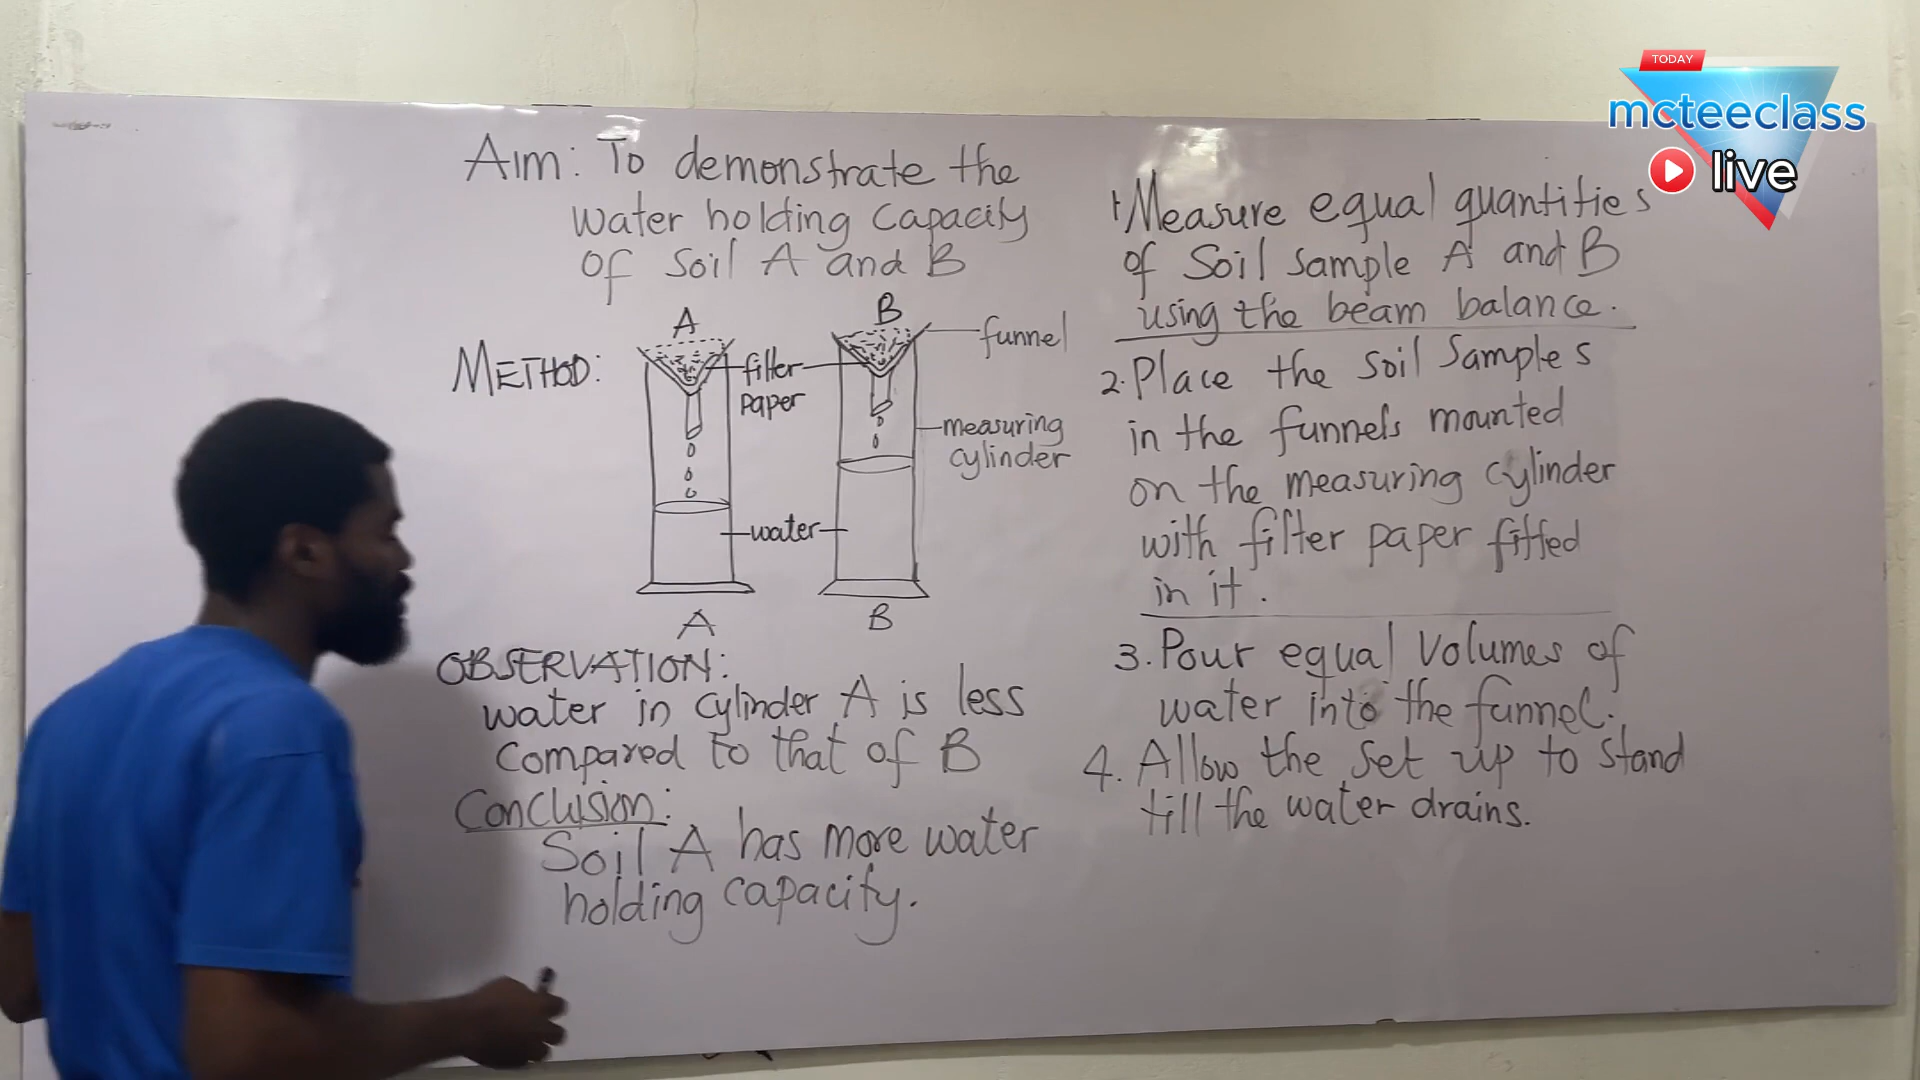 TODAY
mcteeclass
live
Aim: To demonstrate the
water holding capacity
of soil A and B
METHOD:
A
B
funnel
filter
paper
measuring
cylinder
water
A
B
OBSERVATION:
water in cylinder A is less
compared to that of B
Conclusion:
Soil A has more water
holding capacity.
1 Measure equal quantities
of soil sample A and B
using the beam balance.
2. Place the soil samples
in the funnels mounted
on the measuring cylinder
with filter paper fitted
in it.
3. Pour equal volumes of
water into the funnel.
4. Allow the set up to stand
till the water drains.